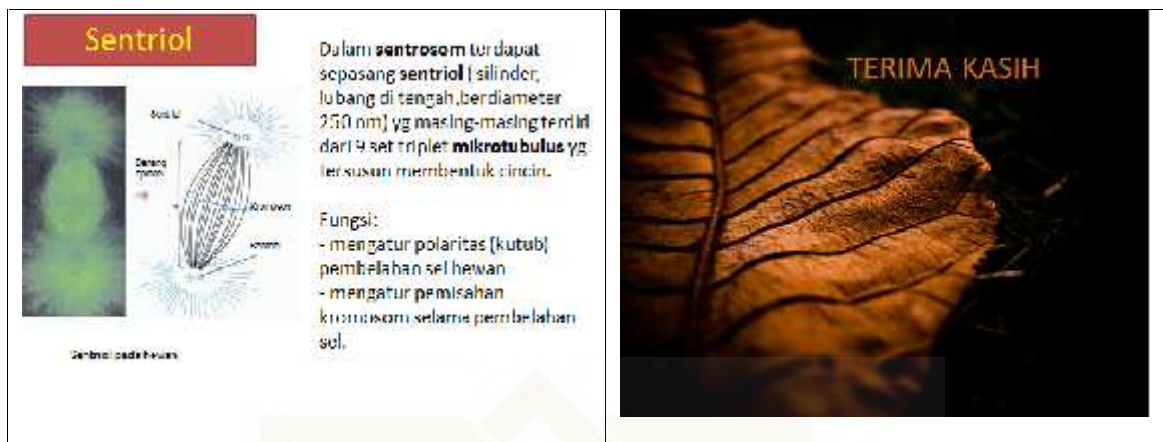 Sentriol
Dalam sentrosom terdapat
sepasang sentriol ( silinder,
lubang di tengah ,berdiameter
250 nm) yg masing-masing terdiri
dari 9 set triplet mikrotubulus yg
tersusun membentuk cincin.
Fungsi:
- mengatur polaritas (kutub)
pembelahan sel hewan
- mengatur pemisahan
kromosom selama pembelahan
sel.
Sentriol pada hewan
TERIMA KASIH